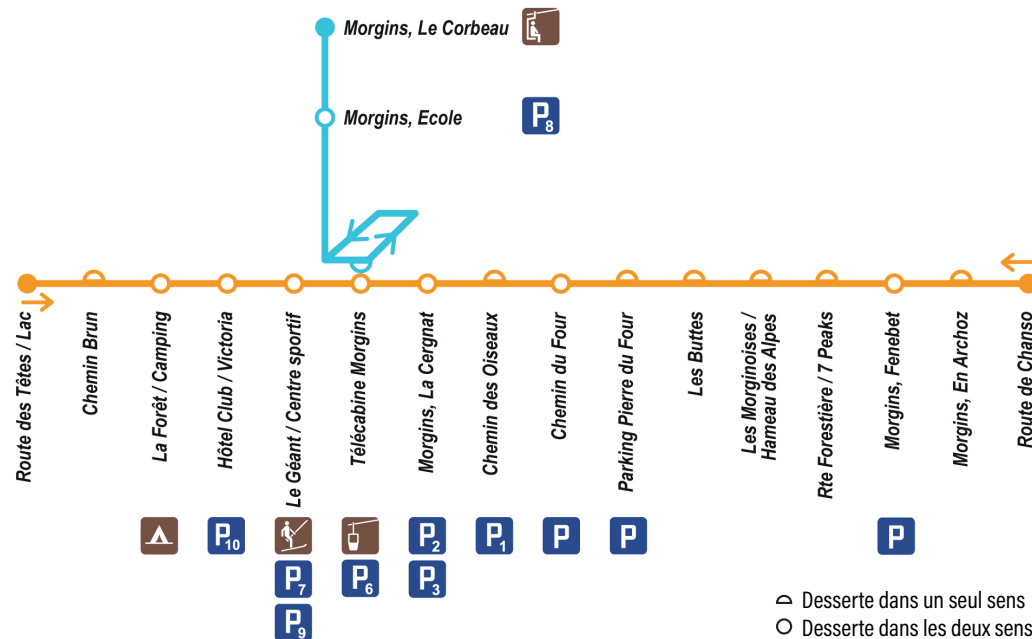 Morgins, Le Corbeau
Morgins, Ecole
P8
Route des Têtes / Lac
Chemin Brun
La Forêt / Camping
Hôtel Club / Victoria
Le Géant / Centre sportif
Télécabine Morgins
Morgins, La Cergnat
Chemin des Oiseaux
Chemin du Four
Parking Pierre du Four
Les Buttes
Les Morginoises /
Hameau des Alpes
Rte Forestière / 7 Peaks
Morgins, Fenebet
Morgins, En Archoz
Route de Chanso
P10
P2
P1
P
P
P
P7
P6
P3
P9
Desserte dans un seul sens
Desserte dans les deux sens